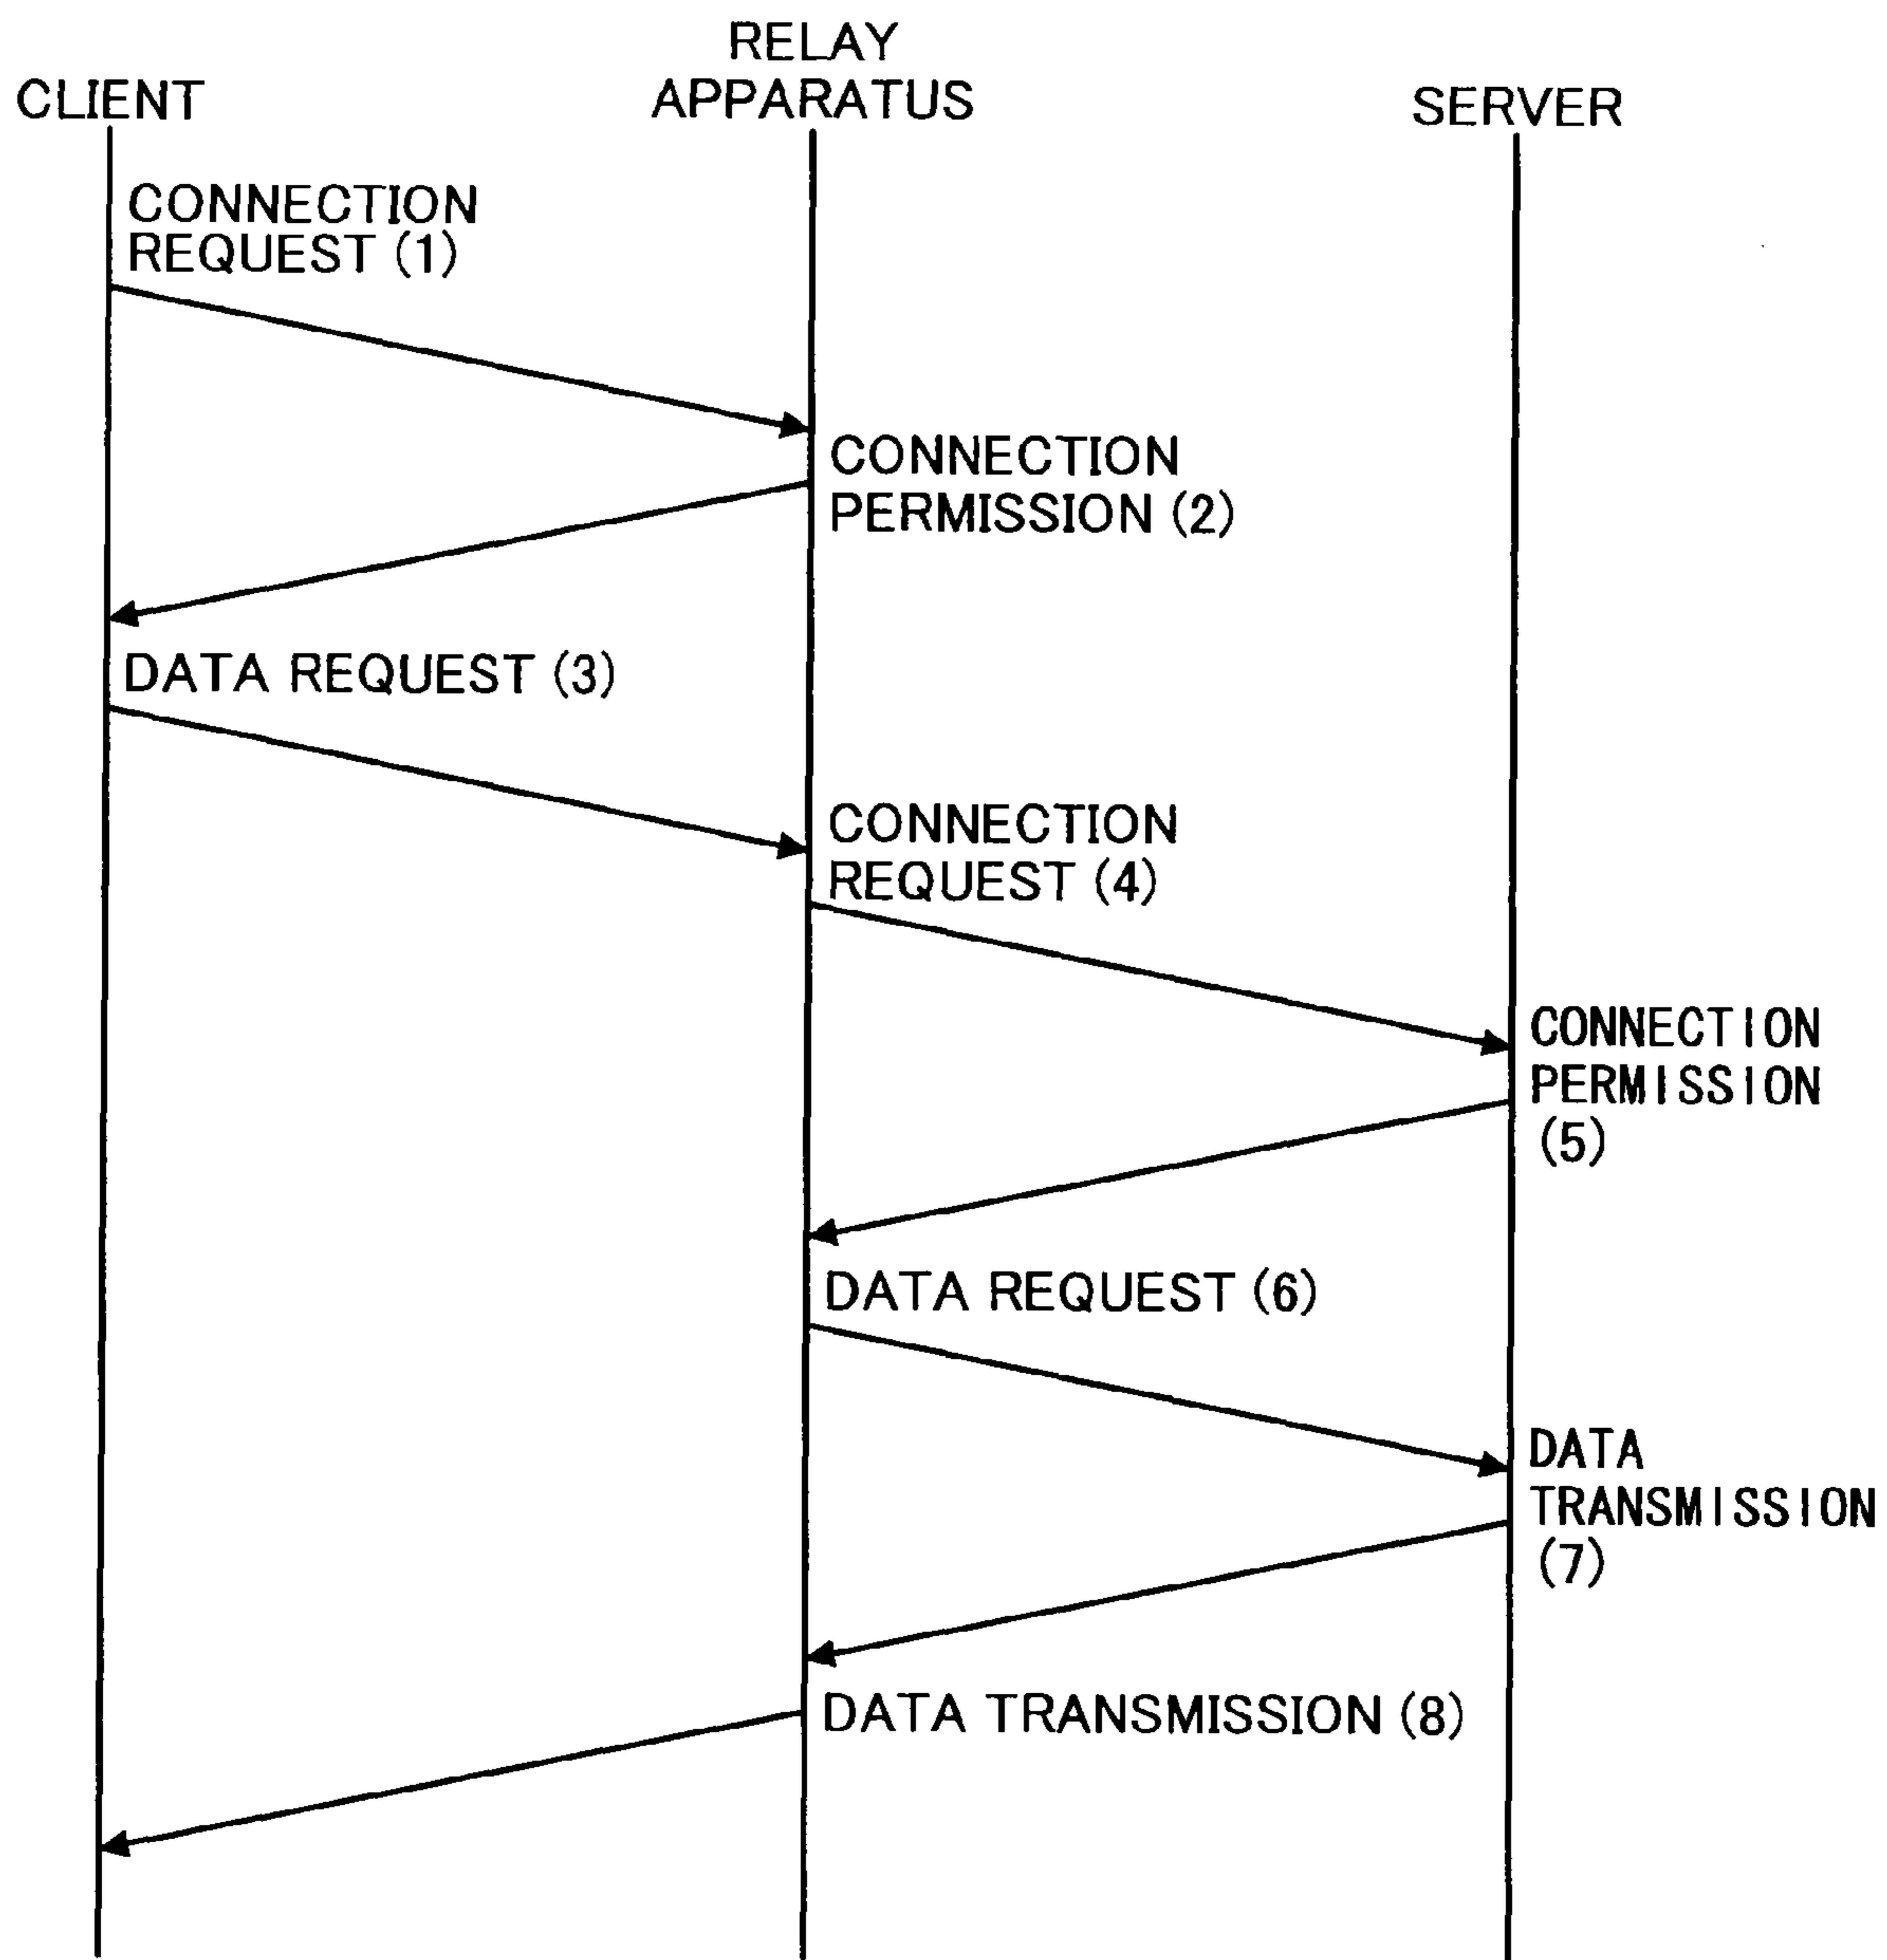 RELAY
APPARATUS
CLIENT
SERVER
CONNECTION
REQUEST (1)
CONNECTION
PERMISSION (2)
DATA REQUEST (3)
CONNECTION
REQUEST (4)
CONNECTION
PERMISSION
(5)
DATA REQUEST (6)
DATA
TRANSMISSION
(7)
DATA TRANSMISSION (8)